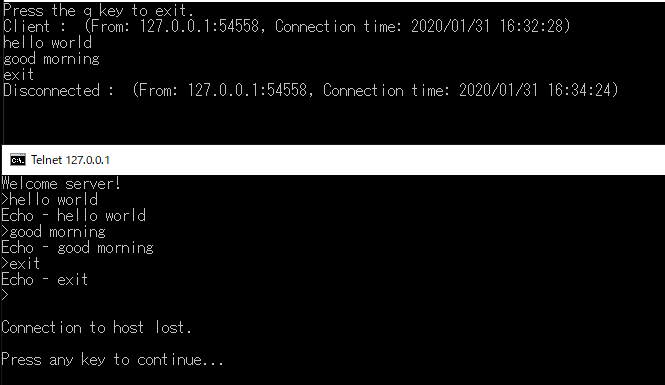 Press the q key to exit.
Client :  (From: 127.0.0.1:54558, Connection time: 2020/01/31 16:32:28)
hello world
good morning
exit
Disconnected :  (From: 127.0.0.1:54558, Connection time: 2020/01/31 16:34:24)
C:\.
Telnet 127.0.0.1
Welcome server!
>hello world
Echo - hello world
>good morning
Echo - good morning
>exit
Echo - exit
>
Connection to host lost.
Press any key to continue...